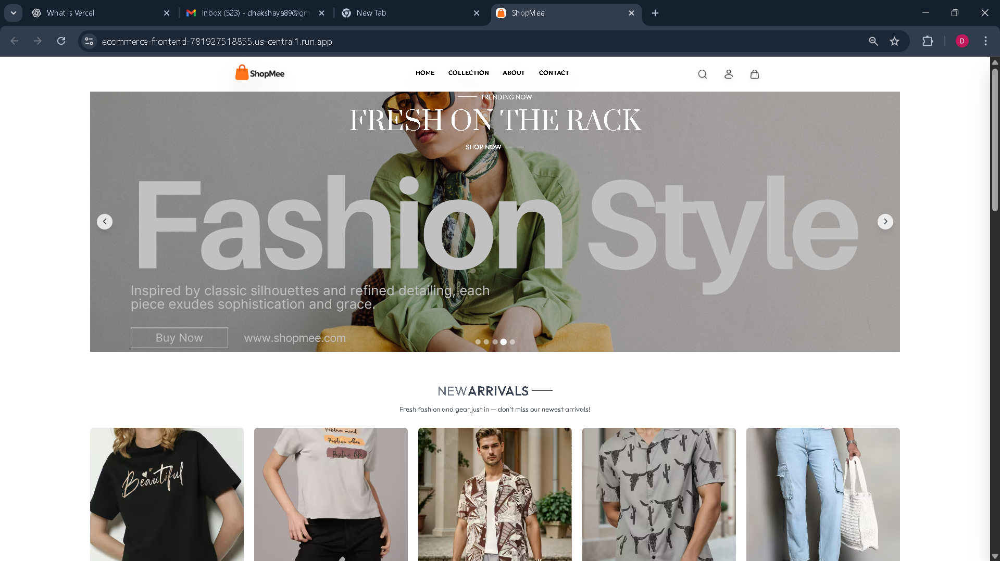 What is Vercel
Inbox (523) - dhakshaya89@gm
New Tab
ShopMee
ecommerce-frontend-781927518855.us-central1.run.app
D
ShopMee
HOME COLLECTION ABOUT CONTACT
TRENDING NOW
FRESH ON THE RACK
SHOP NOW
Fashion Style
Inspired by classic silhouettes and refined detailing, each
piece exudes sophistication and grace.
Buy Now www.shopmee.com
NEW ARRIVALS
Fresh fashion and gear just in — don't miss our newest arrivals!
Beautiful
Positive mind
Positive vibes
Positive life